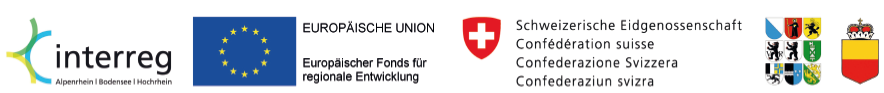 interreg
Alpenrhein | Bodensee | Hochrhein
EUROPÄISCHE UNION
Europäischer Fonds für
regionale Entwicklung
Schweizerische Eidgenossenschaft
Confédération suisse
Confederazione Svizzera
Confederaziun svizra